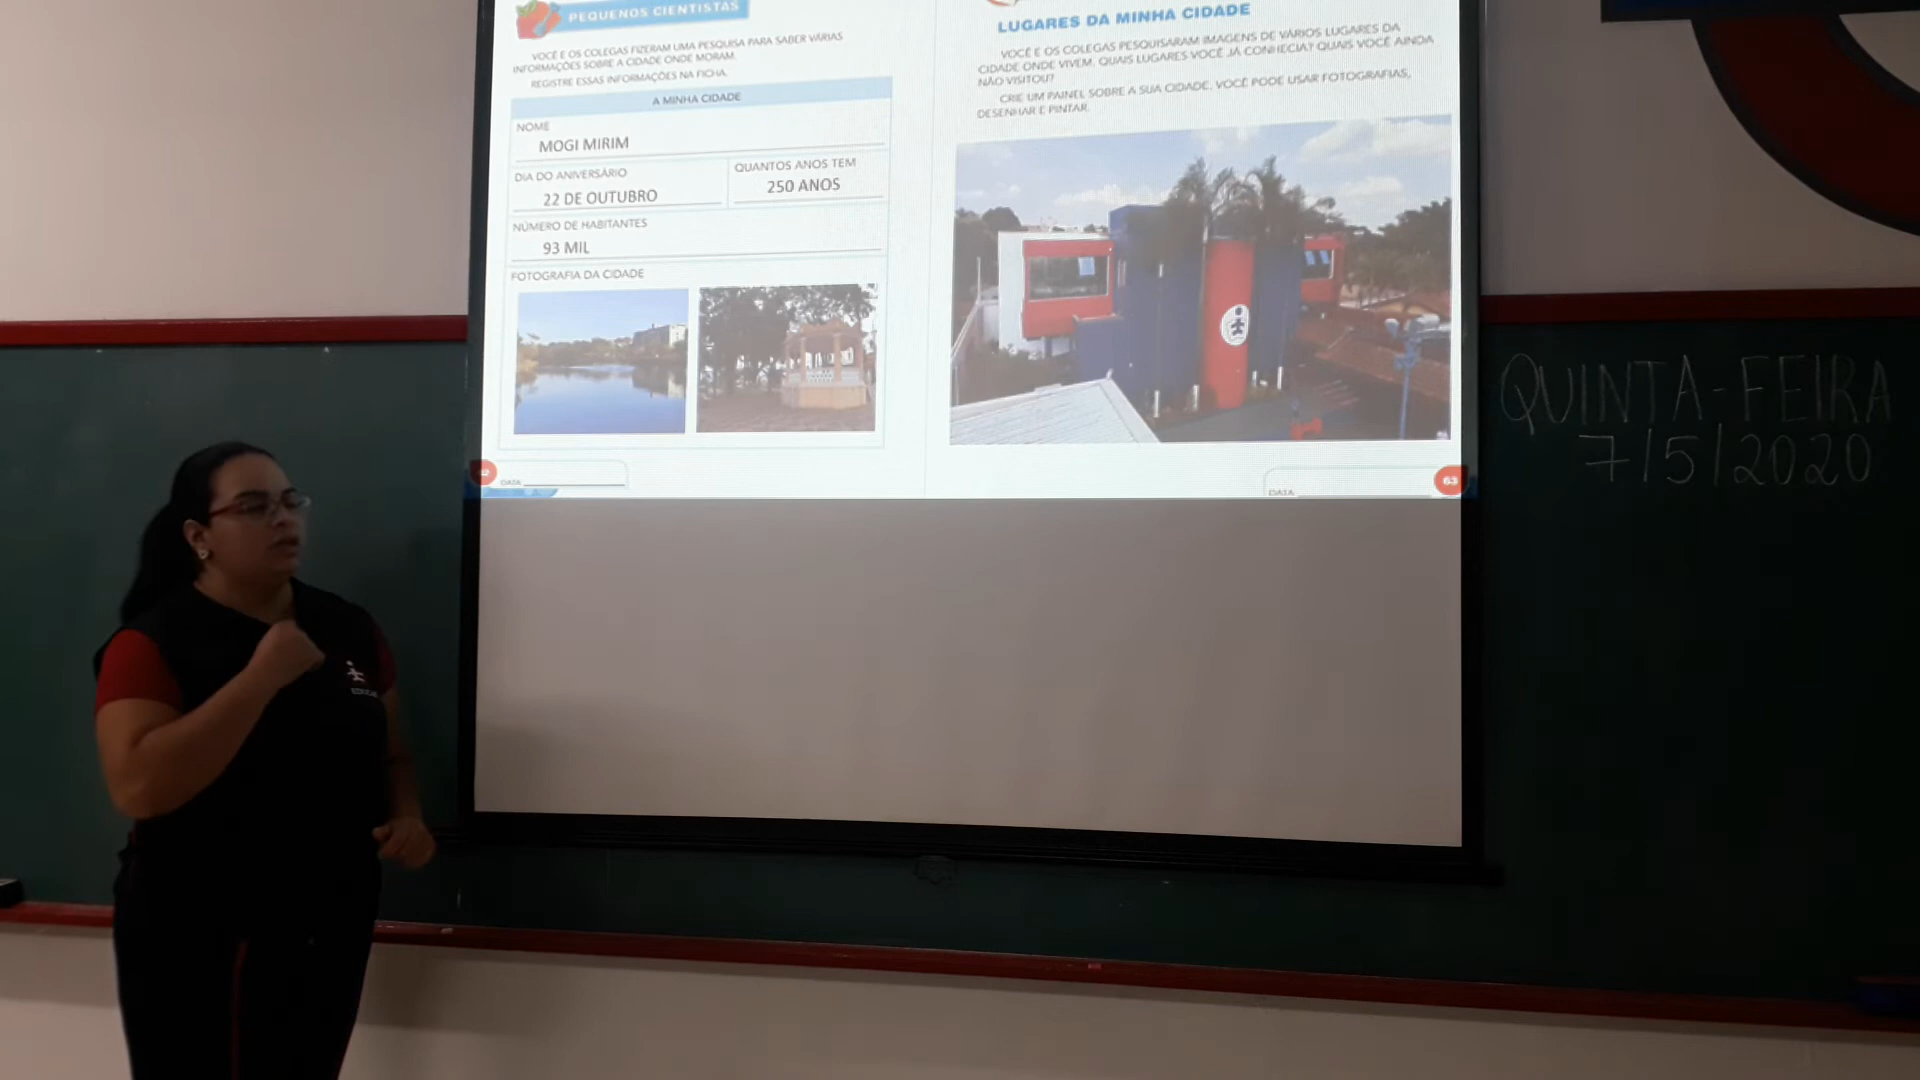 PEQUENOS CIENTISTAS
VOCÊ E OS COLEGAS FIZERAM UMA PESQUISA PARA SABER VÁRIAS
INFORMAÇÕES SOBRE A CIDADE ONDE MORAM.
REGISTRE ESSAS INFORMAÇÕES NA FICHA.
A MINHA CIDADE
NOME
MOGI MIRIM
DIA DO ANIVERSÁRIO
22 DE OUTUBRO
QUANTOS ANOS TEM
250 ANOS
NÚMERO DE HABITANTES
93 MIL
FOTOGRAFIA DA CIDADE
62
DATA
LUGARES DA MINHA CIDADE
VOCÊ E OS COLEGAS PESQUISARAM IMAGENS DE VÁRIOS LUGARES DA
CIDADE ONDE VIVEM. QUAIS LUGARES VOCÊ JÁ CONHECIA? QUAIS VOCÊ AINDA
NÃO VISITOU?
CRIE UM PAINEL SOBRE A SUA CIDADE. VOCÊ PODE USAR FOTOGRAFIAS,
DESENHAR E PINTAR.
DATA
63
QUINTA-FEIRA
7/5/2020